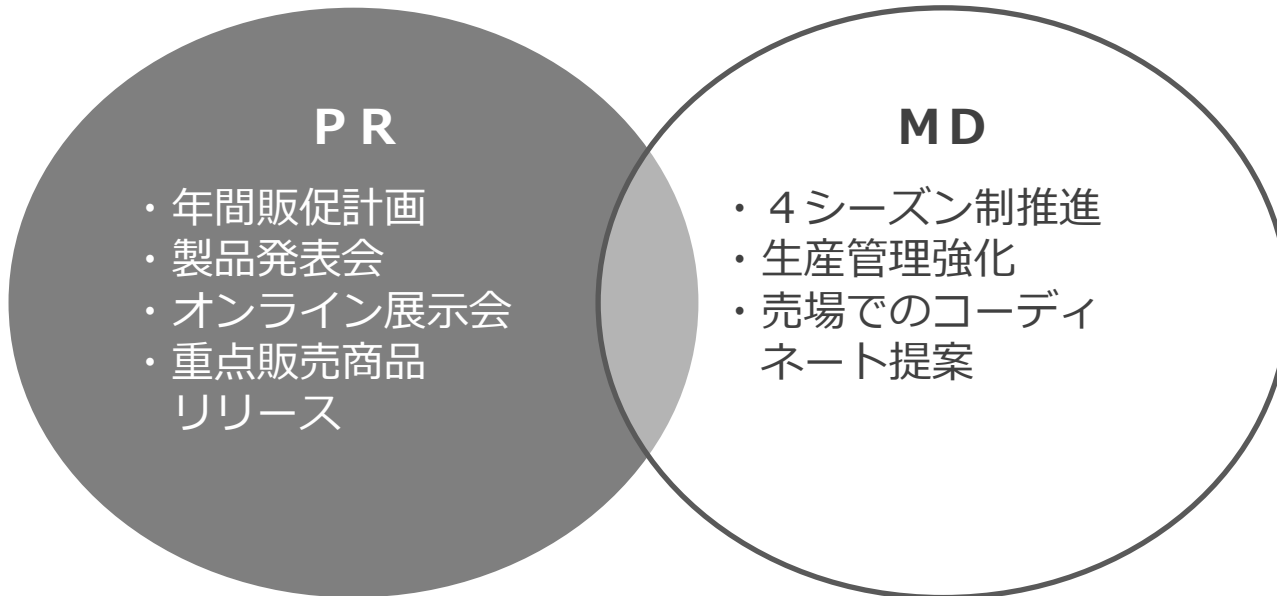 PR
・年間販促計画
・製品発表会
・オンライン展示会
・重点販売商品
リリース
MD
・４シーズン制推進
・生産管理強化
・売場でのコーディ
ネート提案